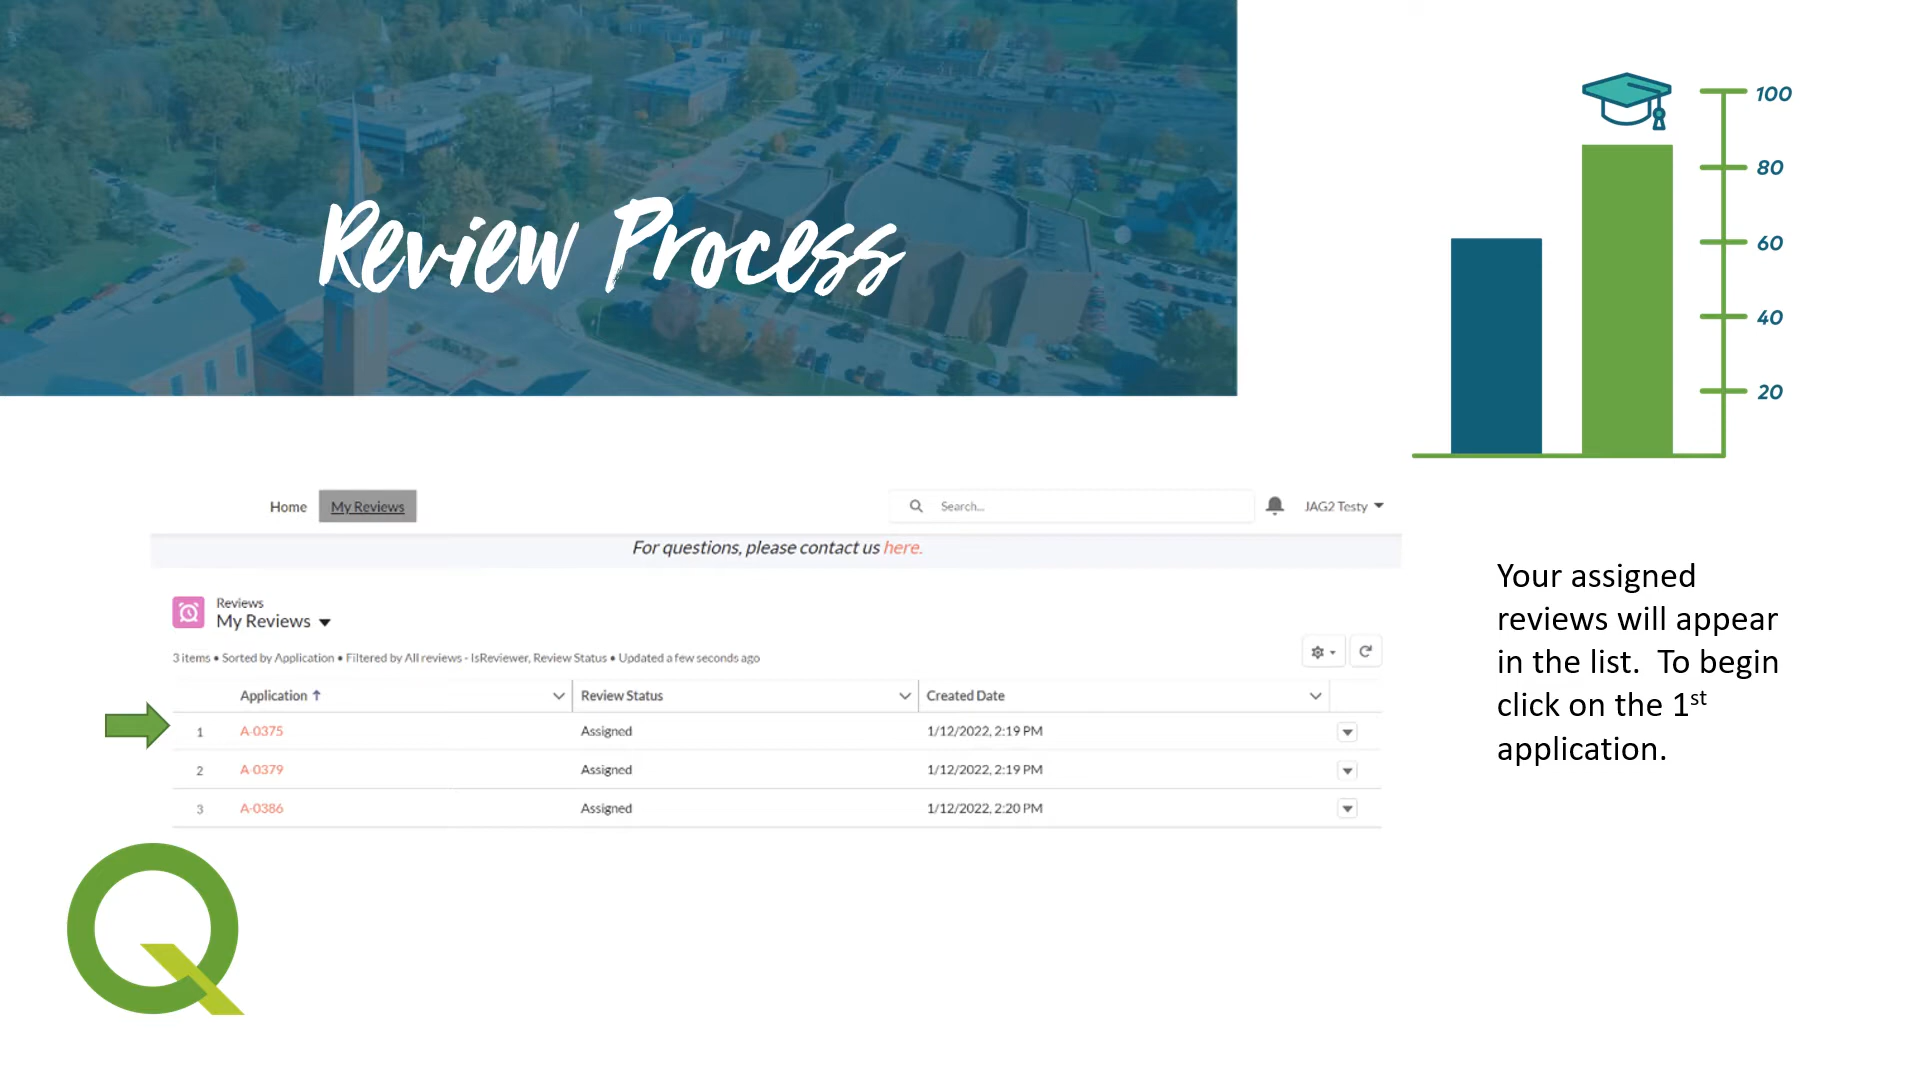 Review Process
100
80
60
40
20
Home My Reviews Search... JAG2 Testy
For questions, please contact us here.
Reviews
My Reviews
3 items • Sorted by Application • Filtered by All reviews - IsReviewer, Review Status • Updated a few seconds ago
Application ↑ Review Status Created Date
1 A-0375 Assigned 1/12/2022, 2:19 PM
2 A-0379 Assigned 1/12/2022, 2:19 PM
3 A-0386 Assigned 1/12/2022, 2:20 PM
Your assigned
reviews will appear
in the list. To begin
click on the 1st
application.